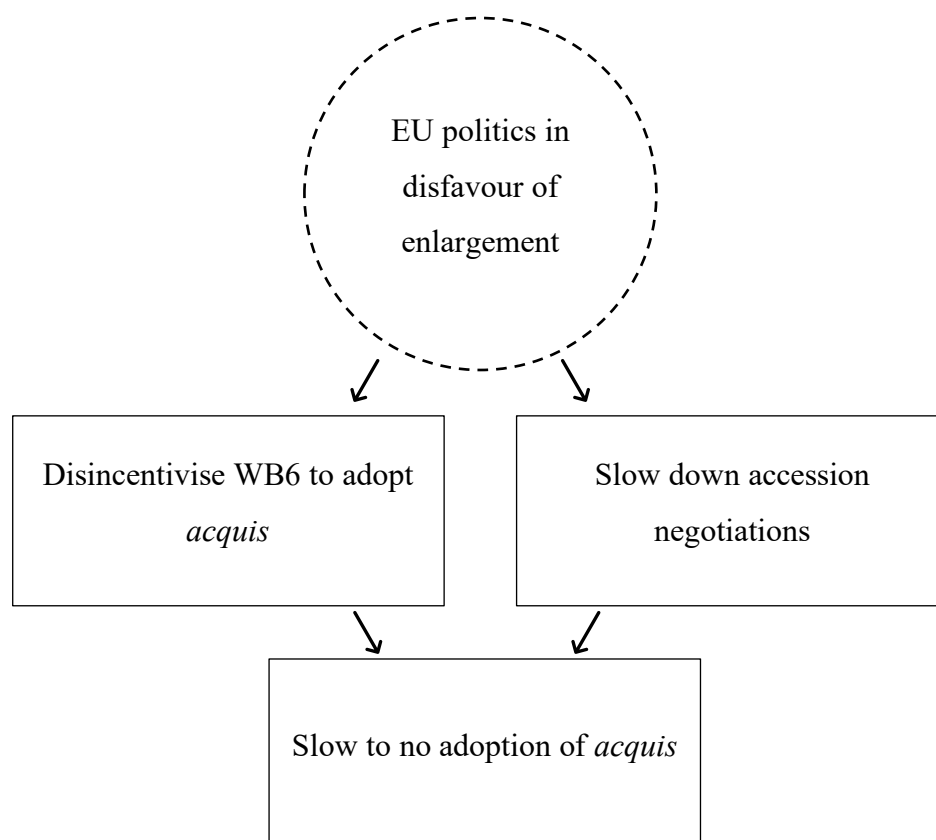 EU politics in
disfavour of
enlargement
Disincentivise WB6 to adopt
acquis
Slow down accession
negotiations
Slow to no adoption of acquis